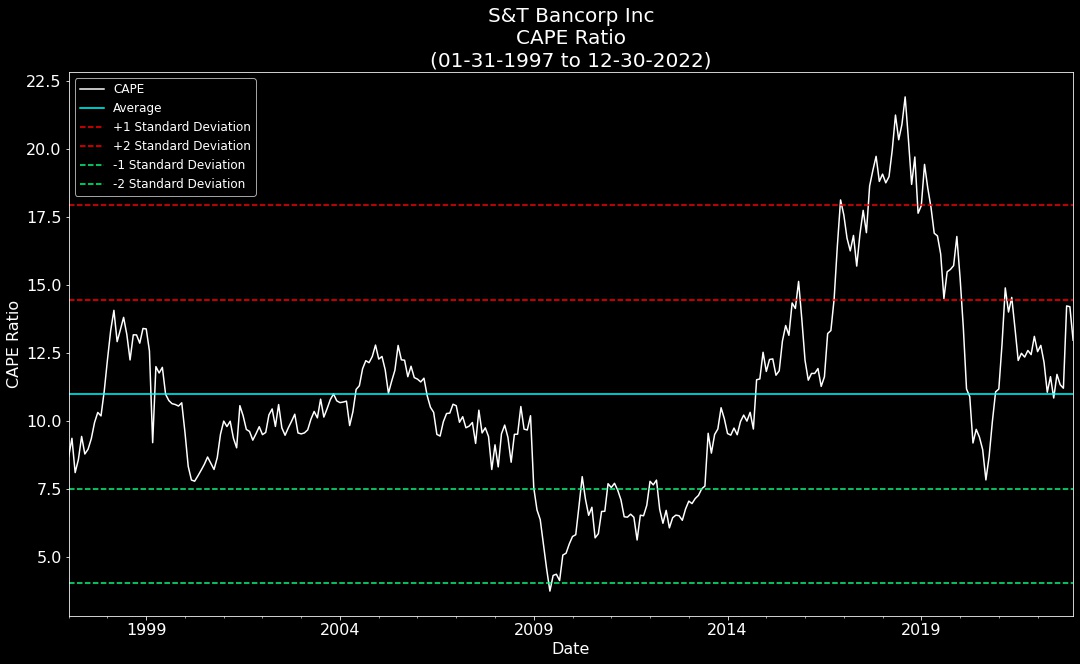 S&T Bancorp Inc
CAPE Ratio
(01-31-1997 to 12-30-2022)
CAPE
Average
+1 Standard Deviation
+2 Standard Deviation
-1 Standard Deviation
-2 Standard Deviation
22.5
20.0
17.5
15.0
12.5
10.0
7.5
5.0
CAPE Ratio
1999
2004
2009
2014
2019
Date